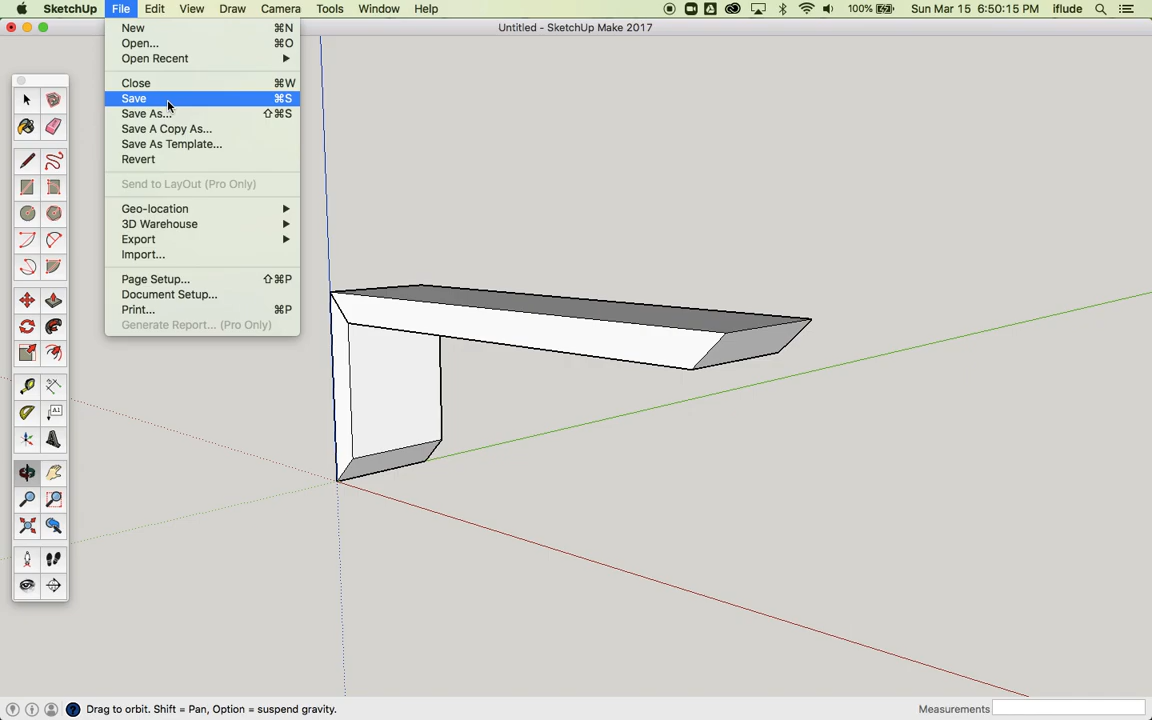 SketchUp File Edit View Draw Camera Tools Window Help 100% Sun Mar 15 6:50:15 PM iflude
Untitled - SketchUp Make 2017
New ⌘N
Open... ⌘O
Open Recent
Close ⌘W
Save ⌘S
Save As... ⇧⌘S
Save A Copy As...
Save As Template...
Revert
Send to LayOut (Pro Only)
Geo-location
3D Warehouse
Export
Import...
Page Setup... ⇧⌘P
Document Setup...
Print... ⌘P
Generate Report... (Pro Only)
Drag to orbit. Shift = Pan, Option = suspend gravity. Measurements